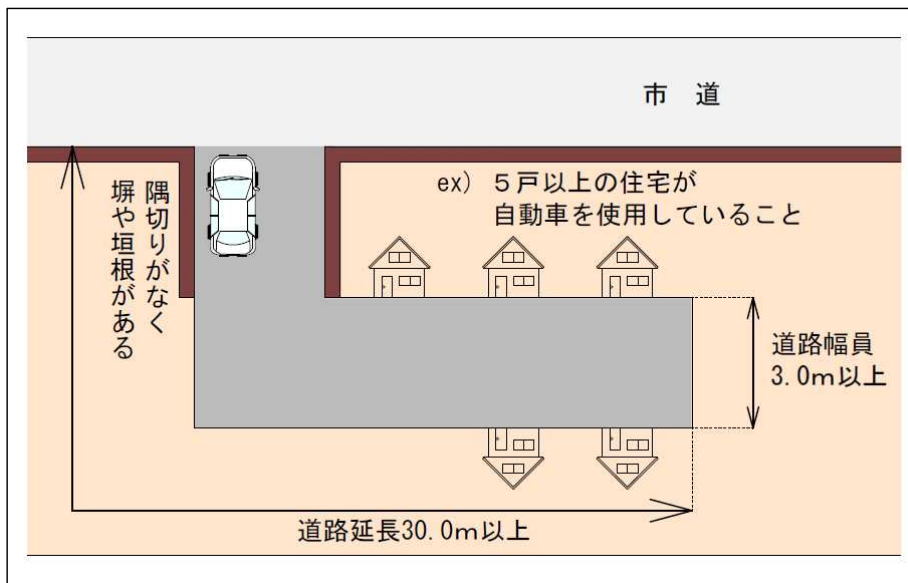 市　道
ex) ５戸以上の住宅が
自動車を使用していること
隅切りがなく
塀や垣根がある
道路幅員
3.0ｍ以上
道路延長30.0ｍ以上